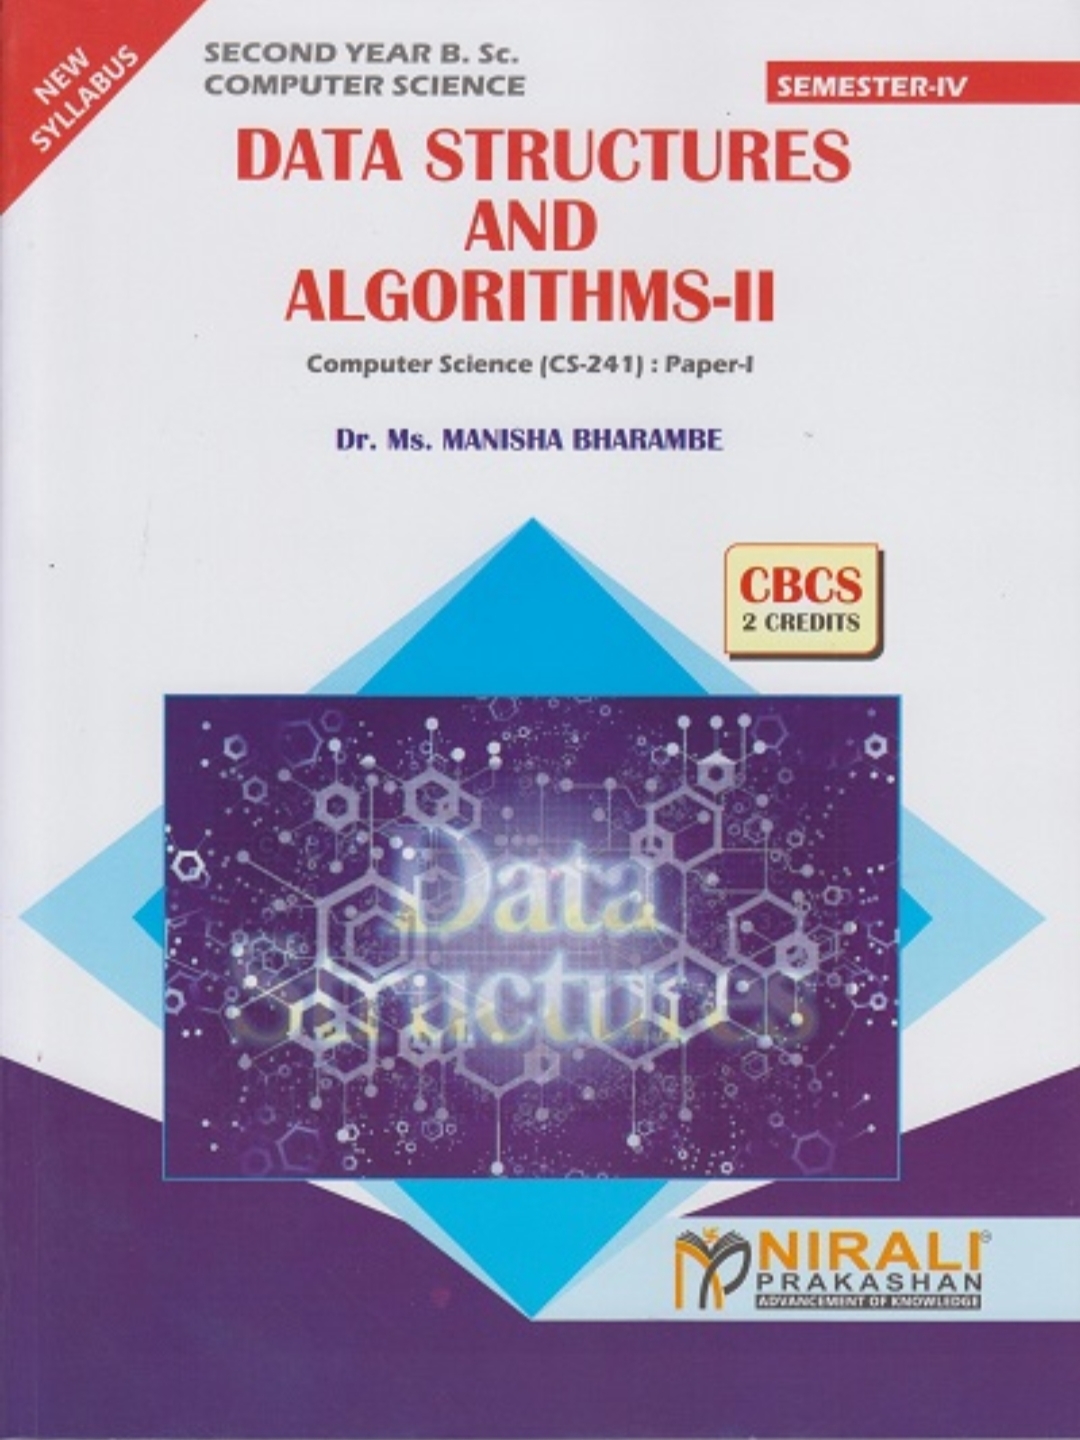 NEW
SYLLABUS
SECOND YEAR B. Sc.
COMPUTER SCIENCE
SEMESTER-IV
DATA STRUCTURES
AND
ALGORITHMS-II
Computer Science (CS-241) : Paper-I
Dr. Ms. MANISHA BHARAMBE
CBCS
2 CREDITS
Data
Structures
NIRALI®
PRAKASHAN
ADVANCEMENT OF KNOWLEDGE